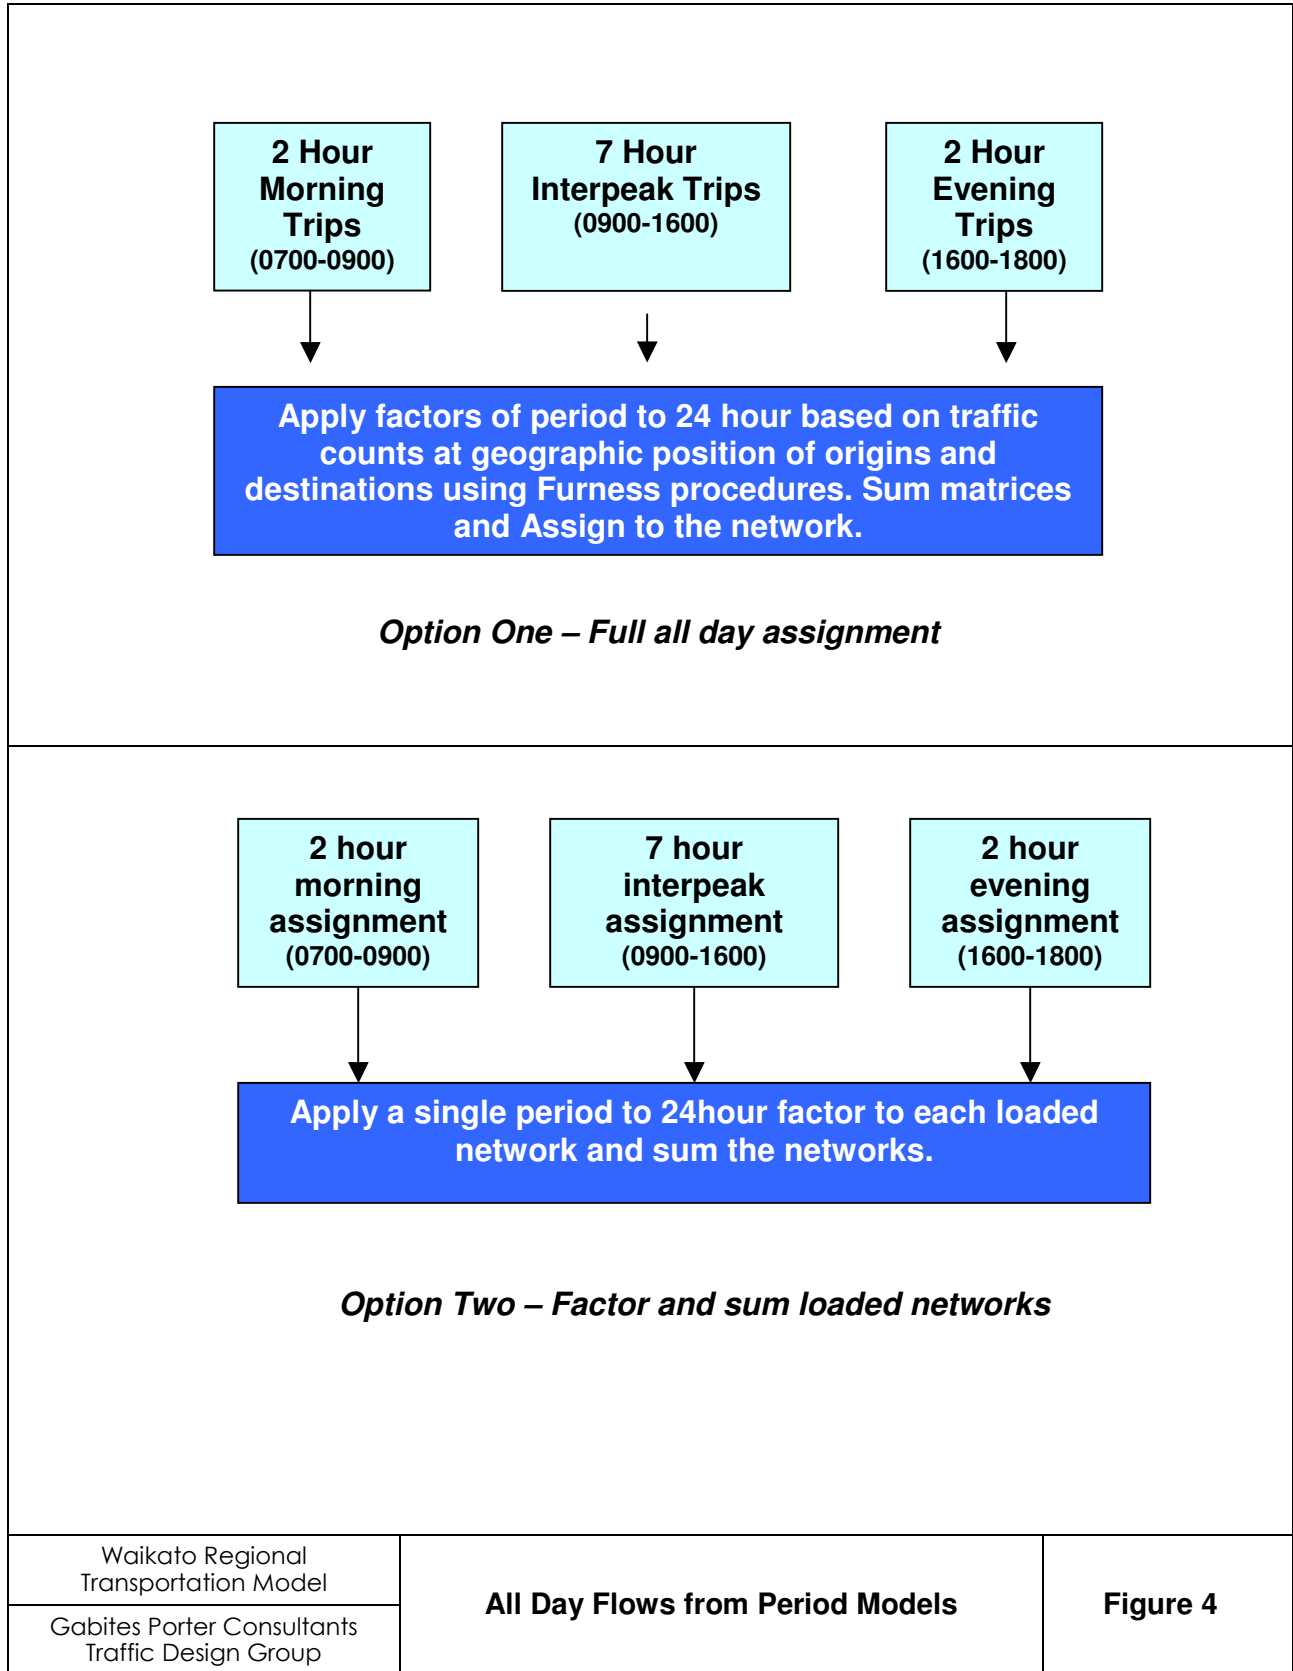 2 Hour
Morning
Trips
(0700-0900)
7 Hour
Interpeak Trips
(0900-1600)
2 Hour
Evening
Trips
(1600-1800)
Apply factors of period to 24 hour based on traffic
counts at geographic position of origins and
destinations using Furness procedures. Sum matrices
and Assign to the network.
Option One – Full all day assignment
2 hour
morning
assignment
(0700-0900)
7 hour
interpeak
assignment
(0900-1600)
2 hour
evening
assignment
(1600-1800)
Apply a single period to 24hour factor to each loaded
network and sum the networks.
Option Two – Factor and sum loaded networks
Waikato Regional
Transportation Model
Gabites Porter Consultants
Traffic Design Group
All Day Flows from Period Models
Figure 4